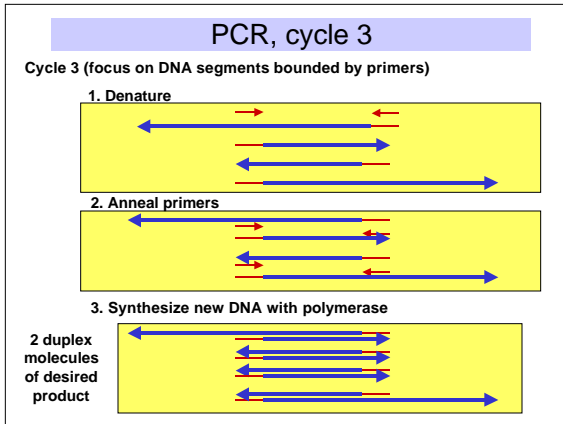 PCR, cycle 3
Cycle 3 (focus on DNA segments bounded by primers)
1. Denature
2. Anneal primers
3. Synthesize new DNA with polymerase
2 duplex
molecules
of desired
product